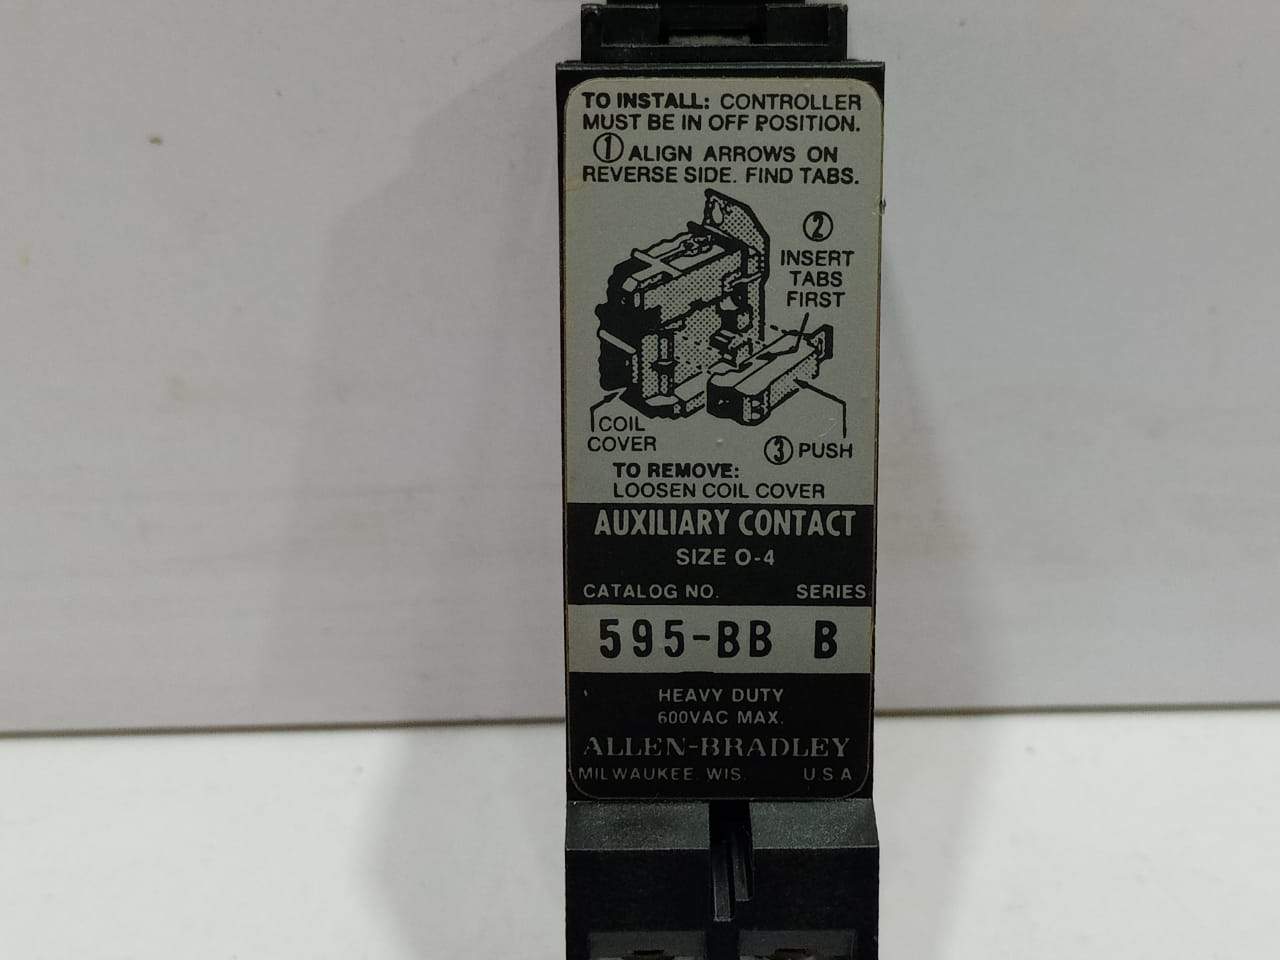 TO INSTALL: CONTROLLER
MUST BE IN OFF POSITION.
① ALIGN ARROWS ON
REVERSE SIDE. FIND TABS.
②
INSERT
TABS
FIRST
COIL
COVER
③ PUSH
TO REMOVE:
LOOSEN COIL COVER
AUXILIARY CONTACT
SIZE 0-4
CATALOG NO. SERIES
595-BB B
HEAVY DUTY
600VAC MAX.
ALLEN-BRADLEY
MILWAUKEE. WIS. U.S.A